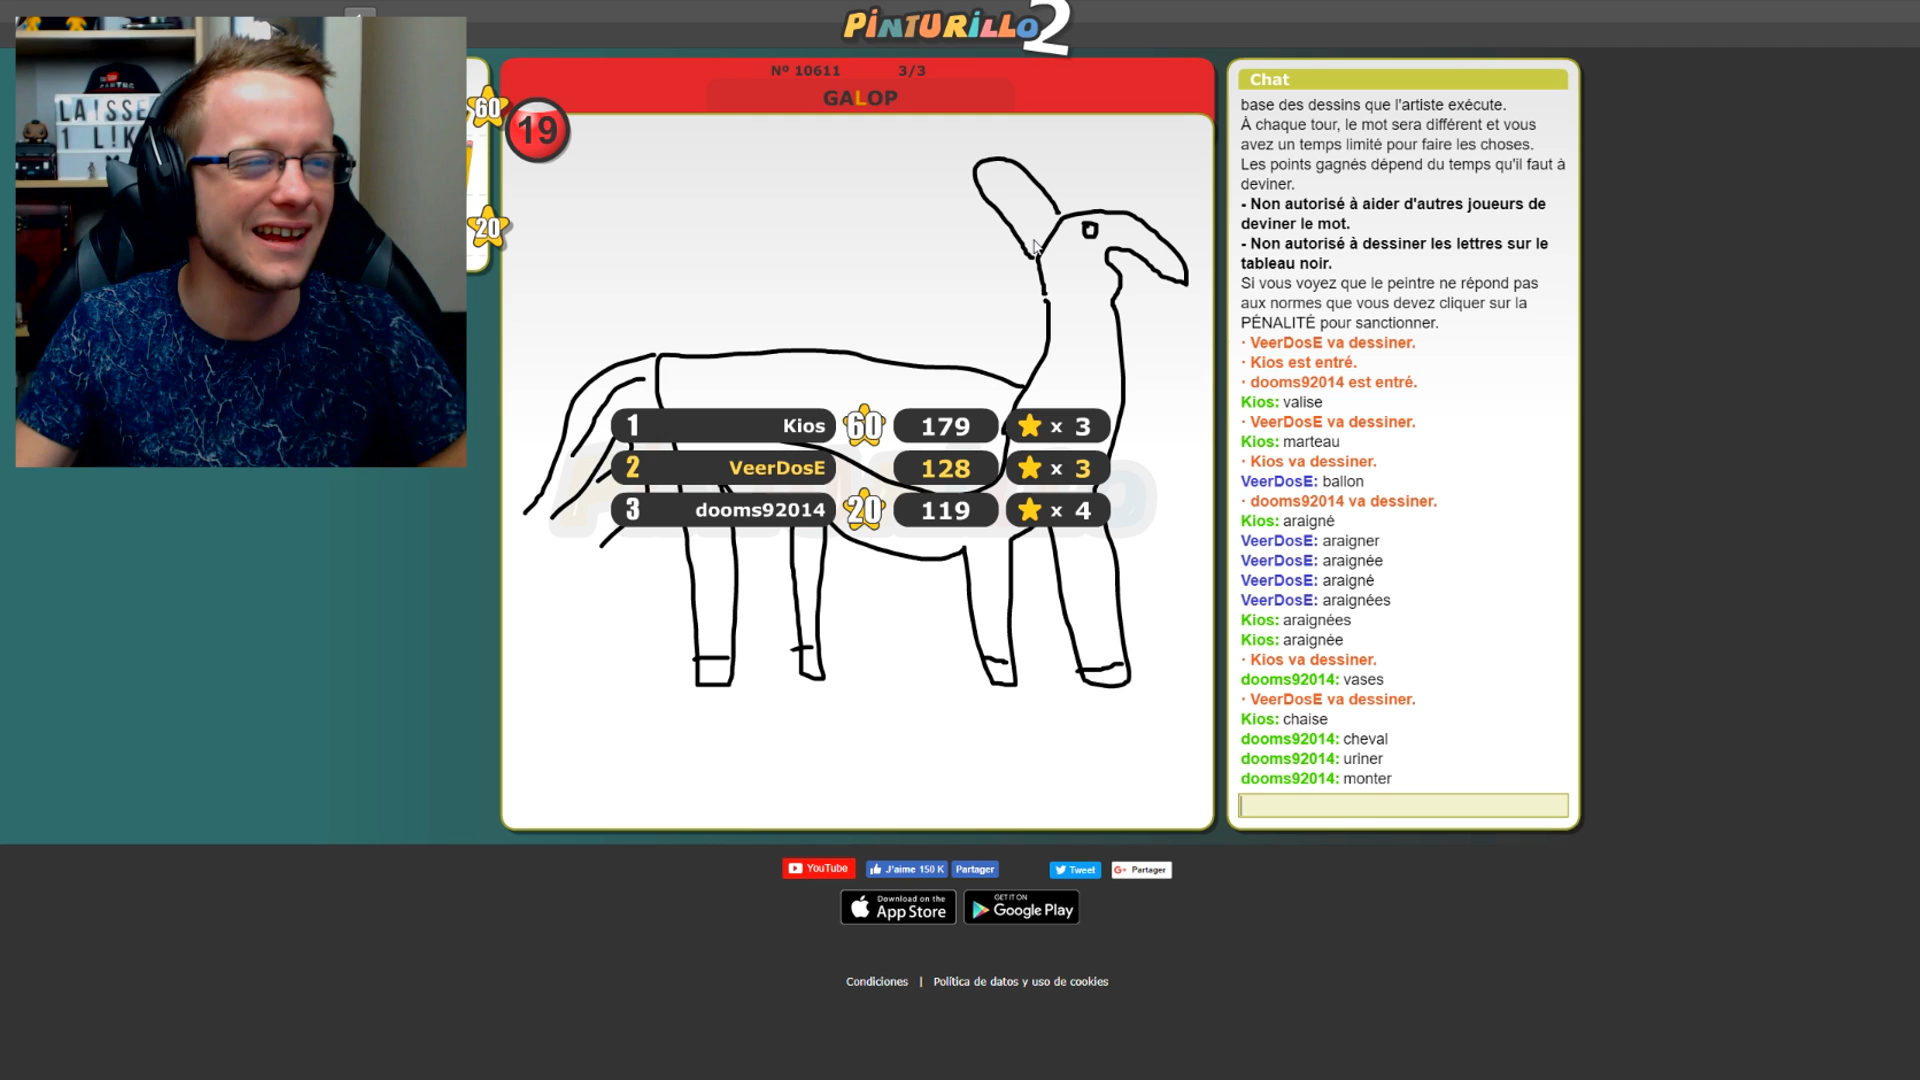 PiNTURiLLO 2
LAISSE
1 LIK
60
20
Nº 10611 3/3
GALOP
19
1 Kios 60 179 x 3
2 VeerDosE 128 x 3
3 dooms92014 20 119 x 4
Chat
base des dessins que l'artiste exécute.
À chaque tour, le mot sera différent et vous
avez un temps limité pour faire les choses.
Les points gagnés dépend du temps qu'il faut à
deviner.
- Non autorisé à aider d'autres joueurs de
deviner le mot.
- Non autorisé à dessiner les lettres sur le
tableau noir.
Si vous voyez que le peintre ne répond pas
aux normes que vous devez cliquer sur la
PÉNALITÉ pour sanctionner.
· VeerDosE va dessiner.
· Kios est entré.
· dooms92014 est entré.
Kios: valise
· VeerDosE va dessiner.
Kios: marteau
· Kios va dessiner.
VeerDosE: ballon
· dooms92014 va dessiner.
Kios: araigné
VeerDosE: araigner
VeerDosE: araignée
VeerDosE: araigné
VeerDosE: araignées
Kios: araignées
Kios: araignée
· Kios va dessiner.
dooms92014: vases
· VeerDosE va dessiner.
Kios: chaise
dooms92014: cheval
dooms92014: uriner
dooms92014: monter
YouTube J'aime 150 K Partager Tweet G+ Partager
Download on the
App Store
GET IT ON
Google Play
Condiciones | Política de datos y uso de cookies